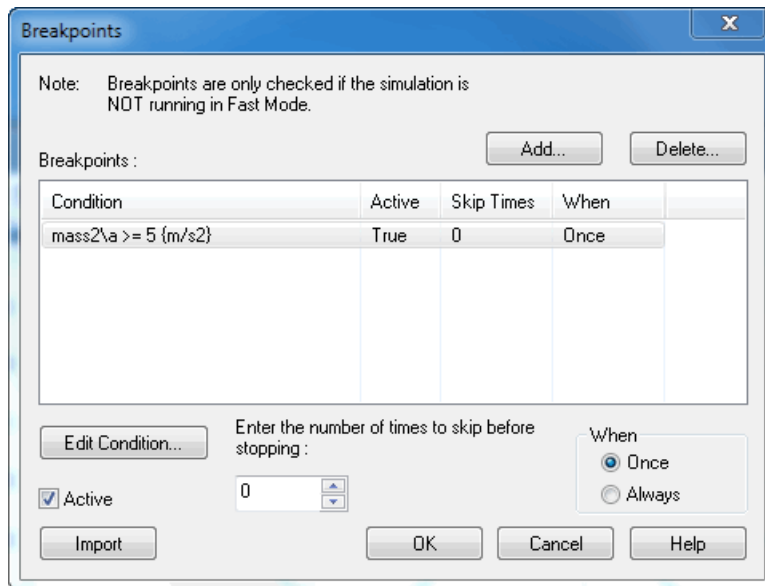 Breakpoints
X
Note: Breakpoints are only checked if the simulation is
NOT running in Fast Mode.
Add... Delete...
Breakpoints :
Condition Active Skip Times When
mass2\a >= 5 {m/s2} True 0 Once
Edit Condition...
Enter the number of times to skip before
stopping :
When
Once
Always
Active
0
Import OK Cancel Help